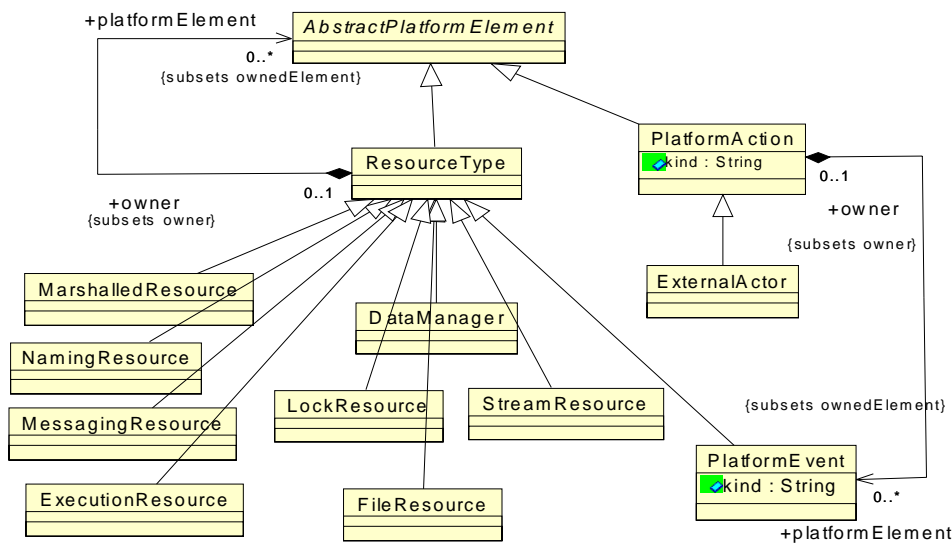 +platformElement
AbstractPlatformElement
0..*
{subsets ownedElement}
PlatformAction
kind : String
ResourceType
0..1
0..1
+owner
{subsets owner}
+owner
{subsets owner}
ExternalActor
MarshalledResource
DataManager
NamingResource
LockResource
StreamResource
{subsets ownedElement}
MessagingResource
PlatformEvent
kind : String
ExecutionResource
FileResource
0..*
+platformElement